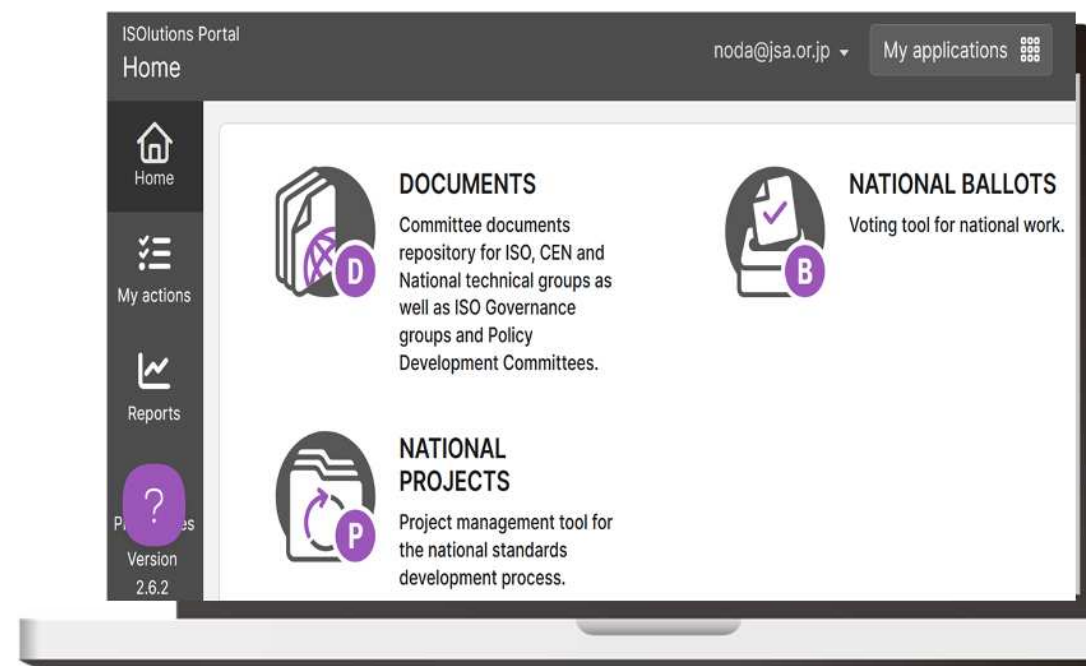 ISOlutions Portal
Home
noda@jsa.or.jp
My applications
Home
My actions
Reports
Version
2.6.2
D
DOCUMENTS
Committee documents
repository for ISO, CEN and
National technical groups as
well as ISO Governance
groups and Policy
Development Committees.
B
NATIONAL BALLOTS
Voting tool for national work.
P
NATIONAL
PROJECTS
Project management tool for
the national standards
development process.
?